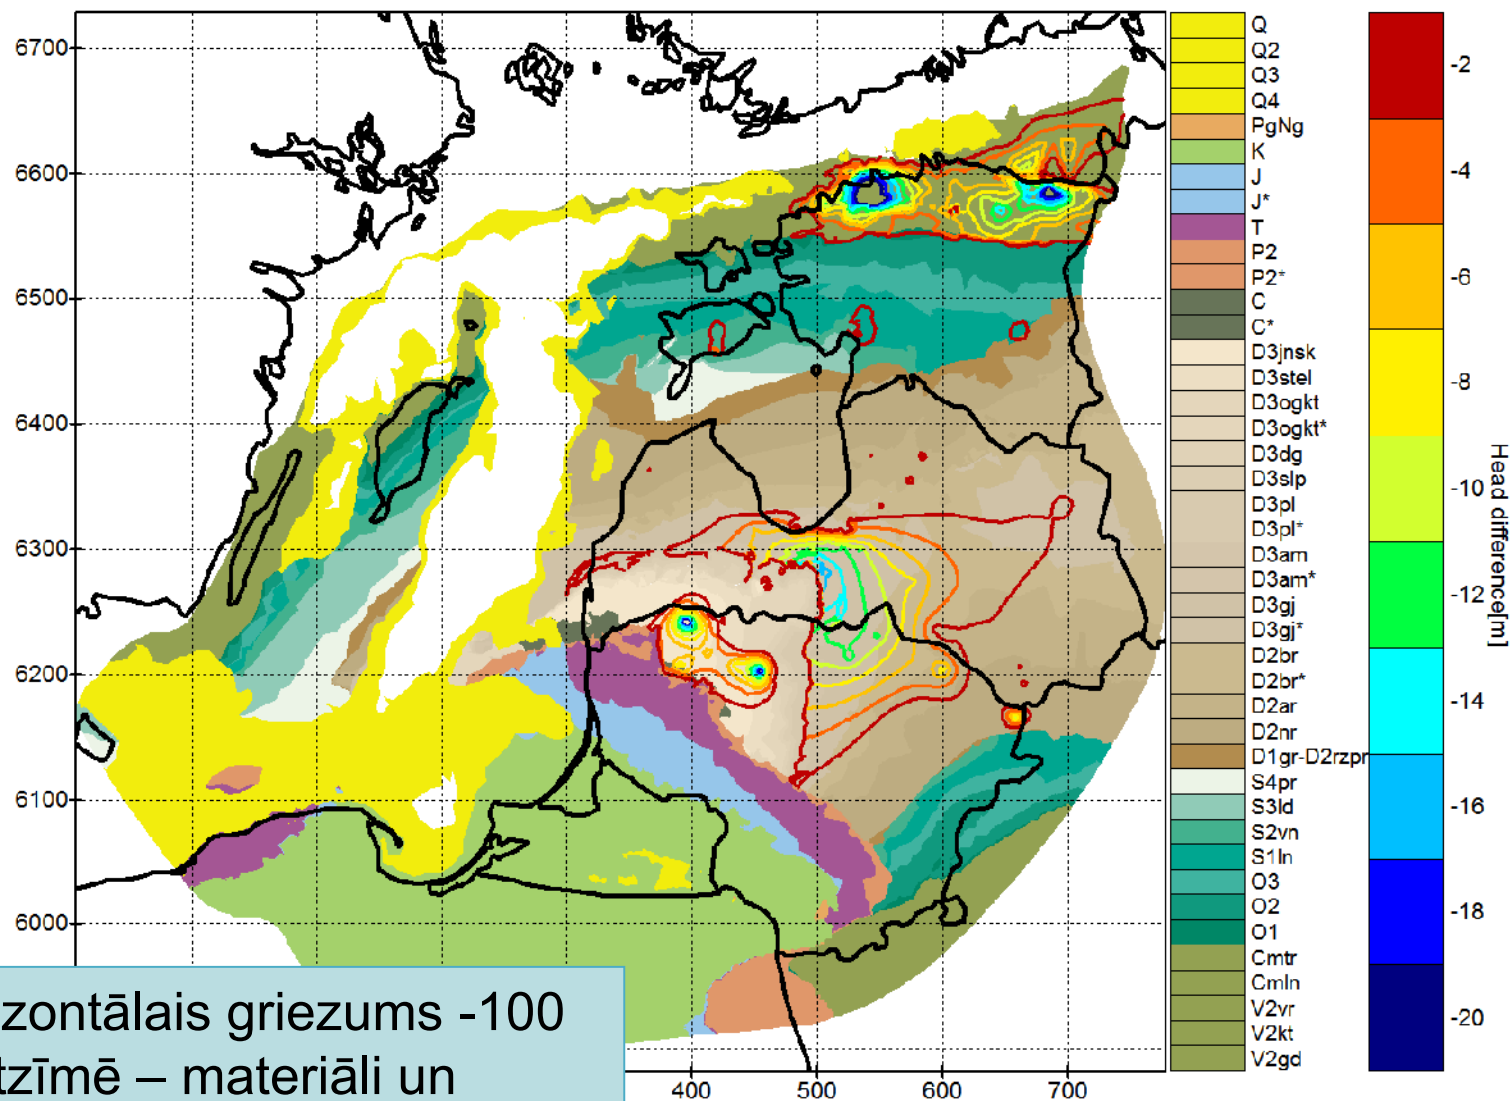 6700
6600
6500
6400
6300
6200
6100
6000
400
500
600
700
Q
Q2
Q3
Q4
PgNg
K
J
J*
T
P2
P2*
C
C*
D3jnsk
D3stel
D3ogkt
D3ogkt*
D3dg
D3slp
D3pl
D3pl*
D3am
D3am*
D3gj
D3gj*
D2br
D2br*
D2ar
D2nr
D1gr-D2rzpr
S4pr
S3ld
S2vn
S1ln
O3
O2
O1
Cmtr
Cmln
V2vr
V2kt
V2gd
-2
-4
-6
-8
-10
-12
-14
-16
-18
-20
Head difference[m]
zontālais griezums -100
tzīmē – materiāli un